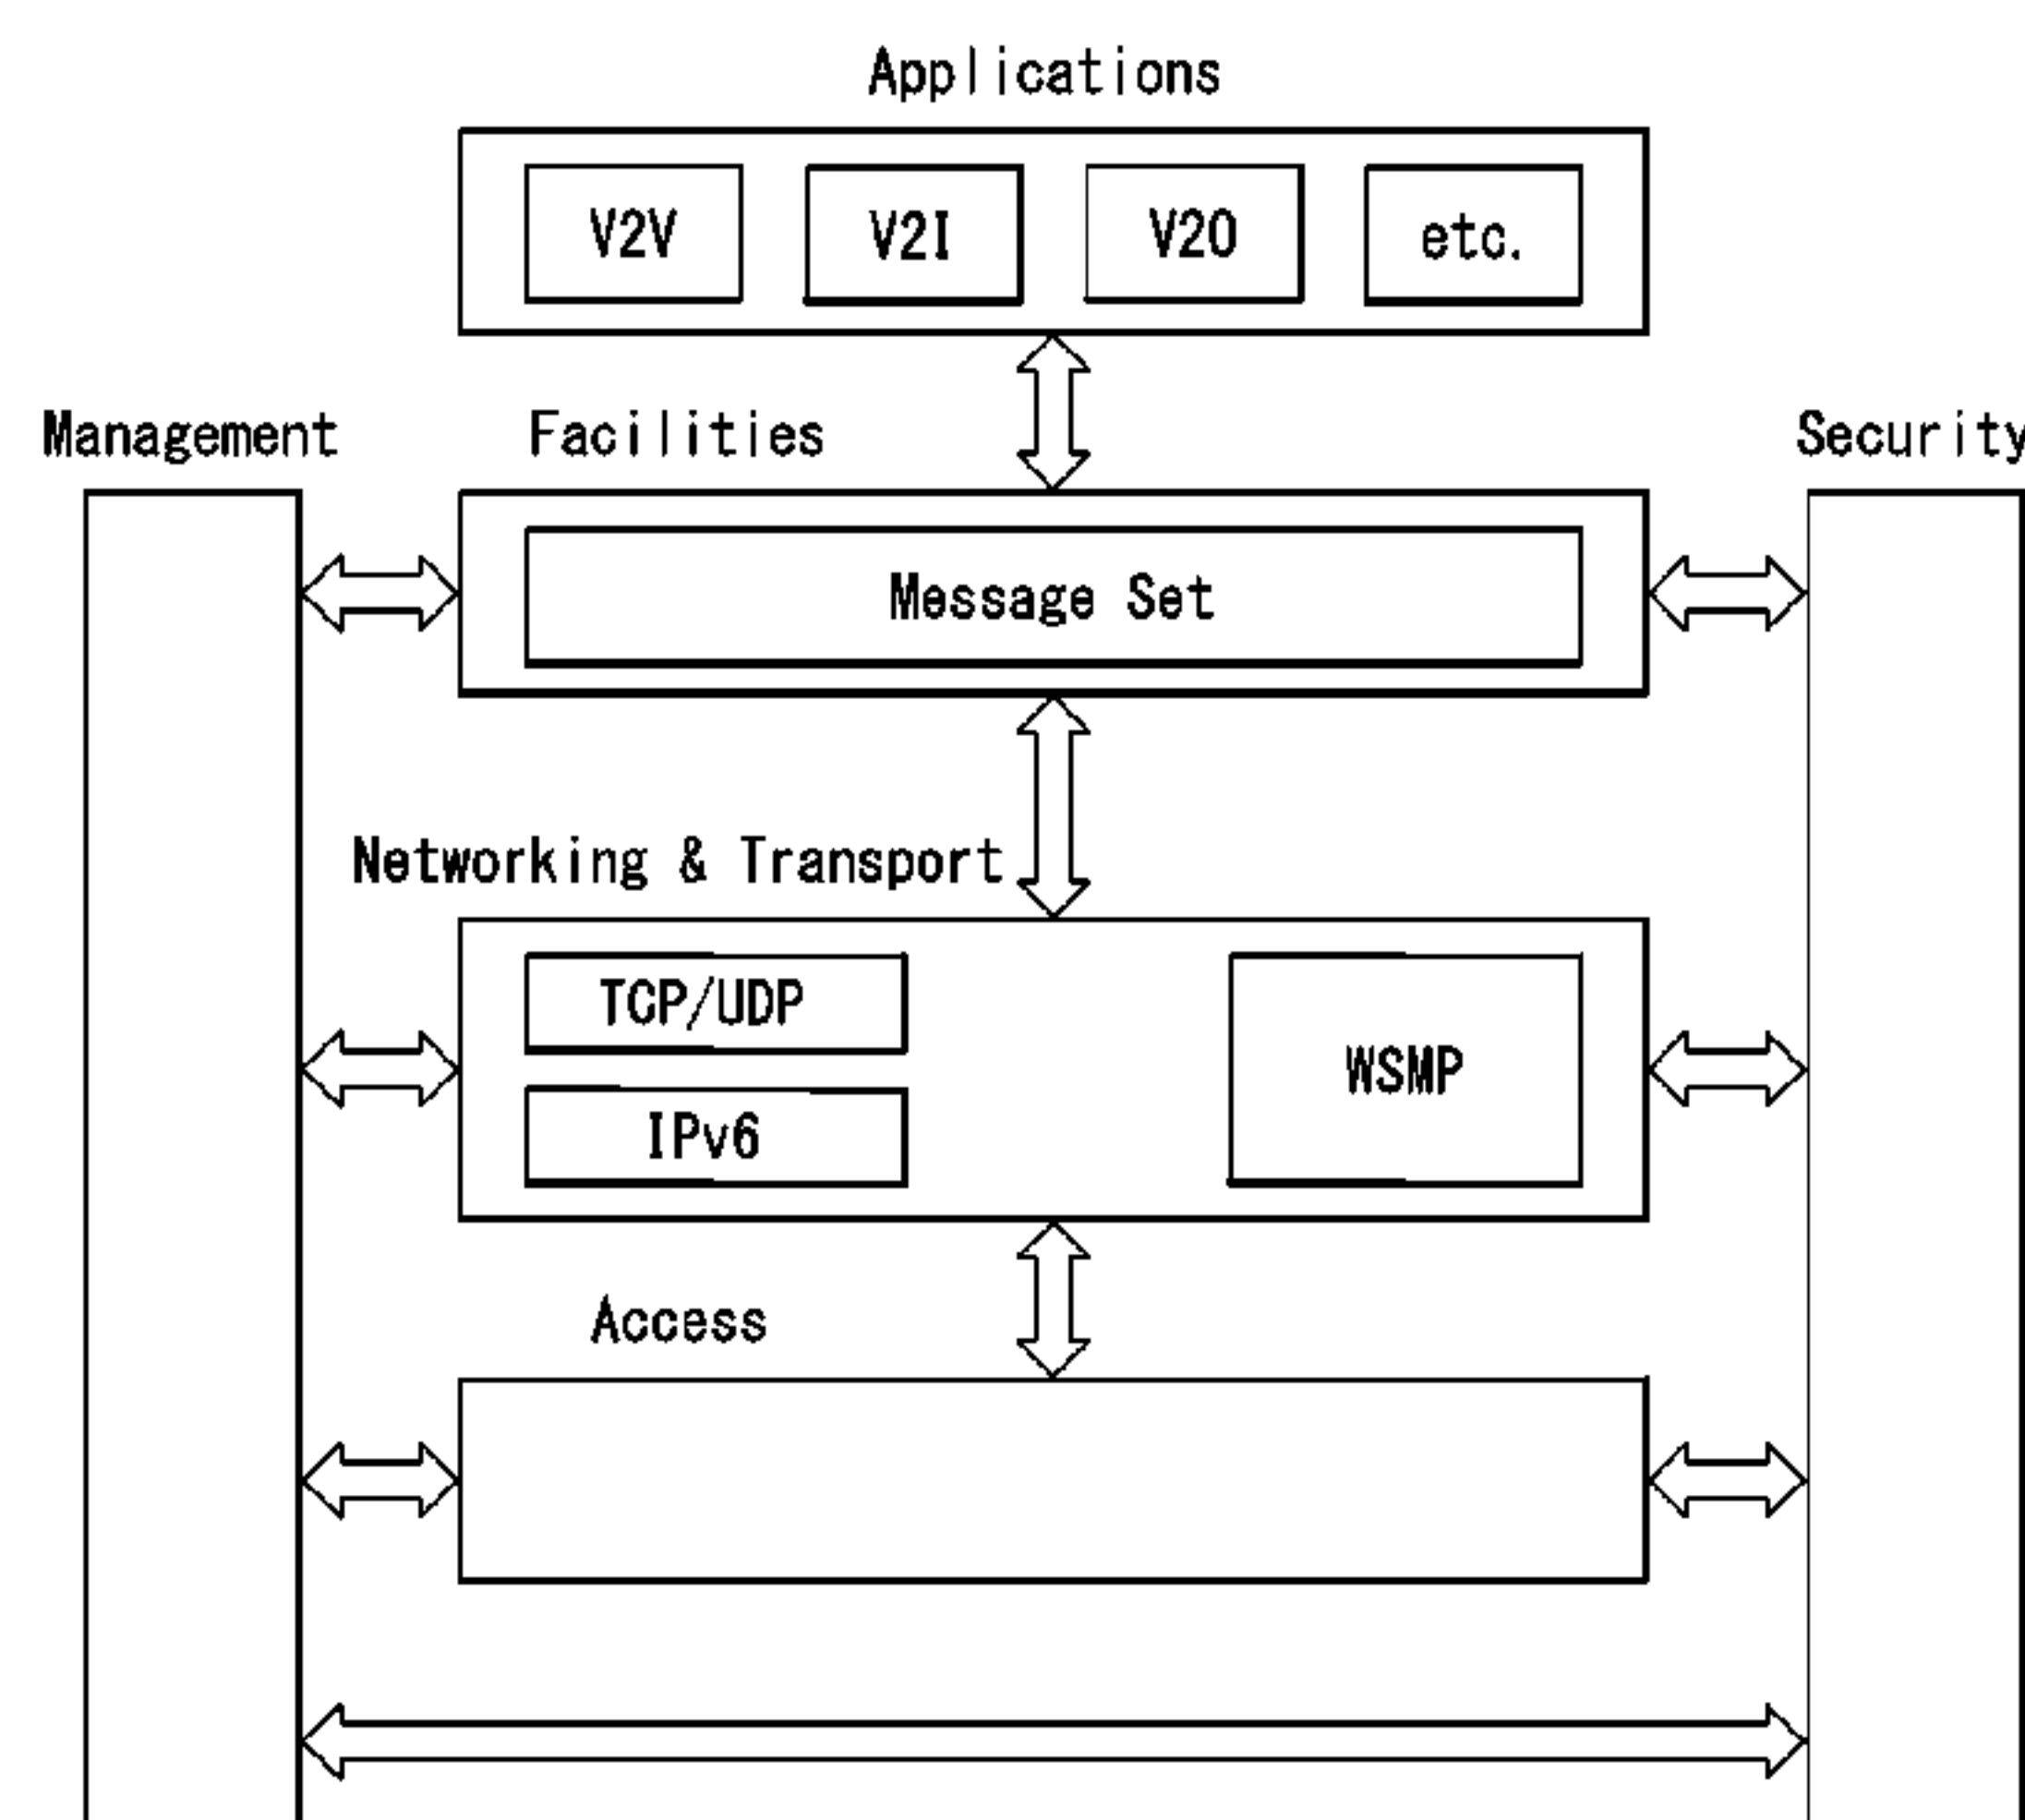 Applications
V2V V2I V2O etc.
Management Facilities Security
Message Set
Networking & Transport
TCP/UDP
WSMP
IPv6
Access